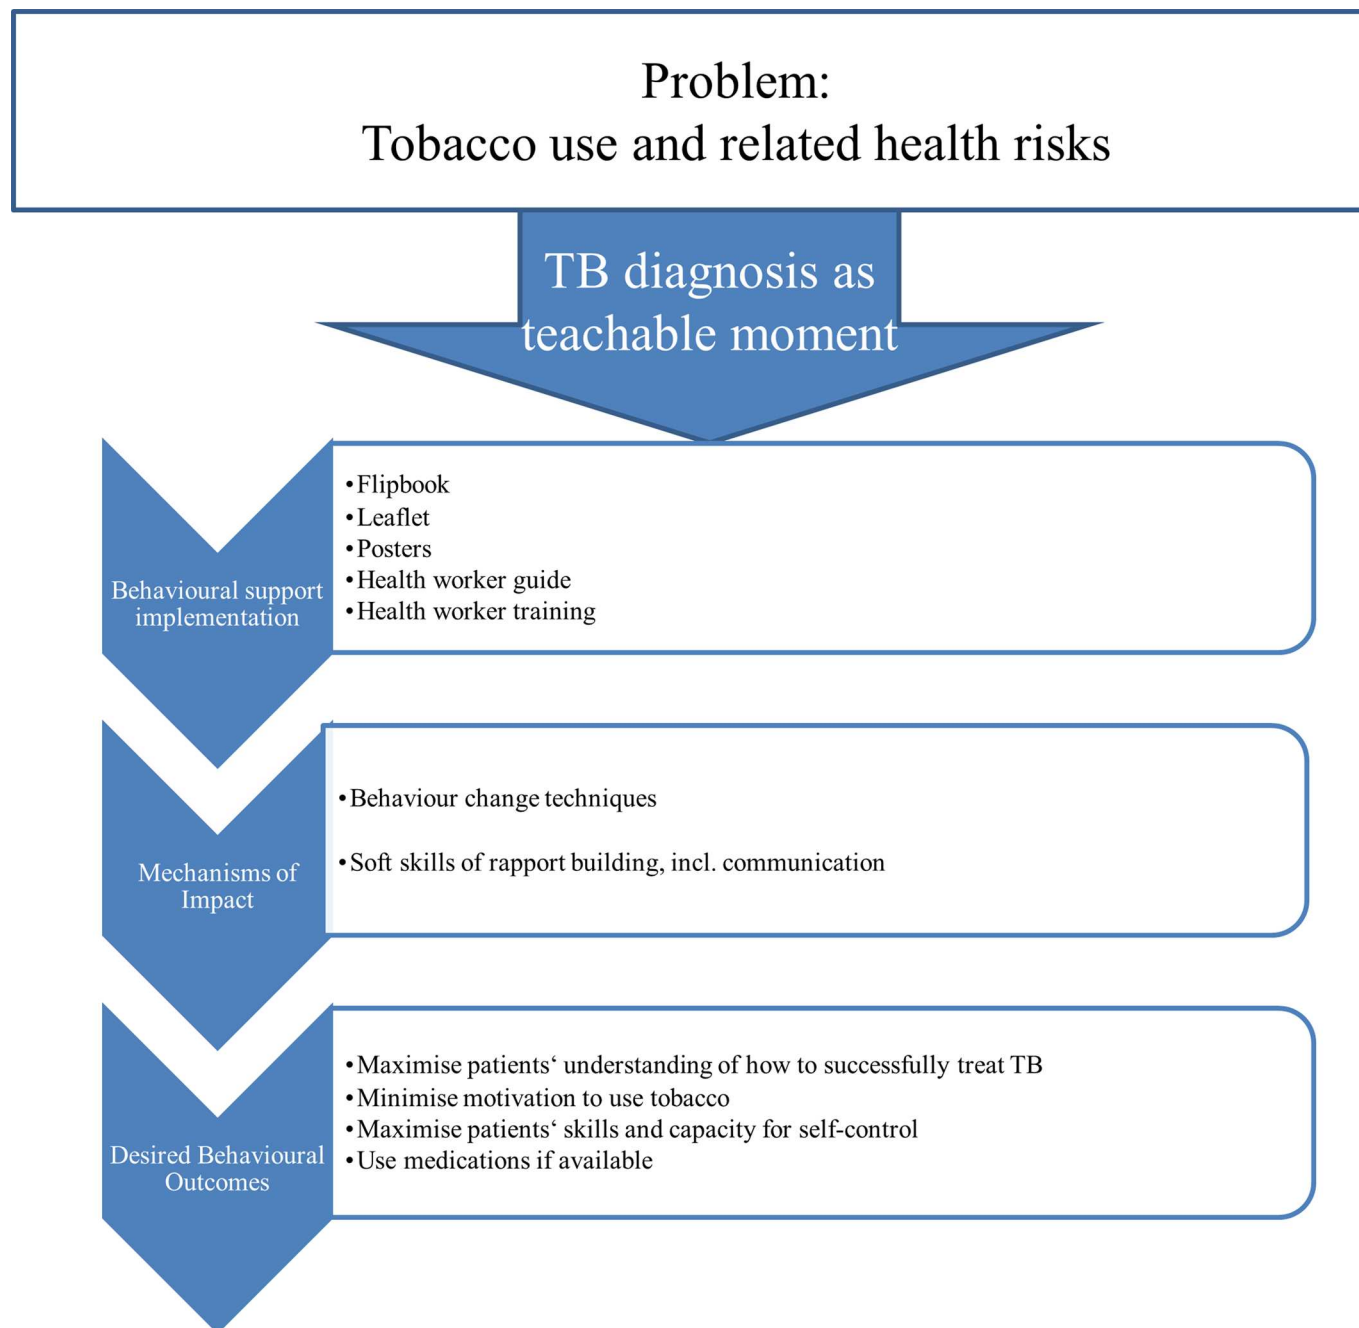 Problem:
Tobacco use and related health risks
TB diagnosis as
teachable moment
Behavioural support
implementation
•Flipbook
•Leaflet
•Posters
•Health worker guide
•Health worker training
Mechanisms of
Impact
•Behaviour change techniques
•Soft skills of rapport building, incl. communication
Desired Behavioural
Outcomes
•Maximise patients‘ understanding of how to successfully treat TB
•Minimise motivation to use tobacco
•Maximise patients‘ skills and capacity for self-control
•Use medications if available